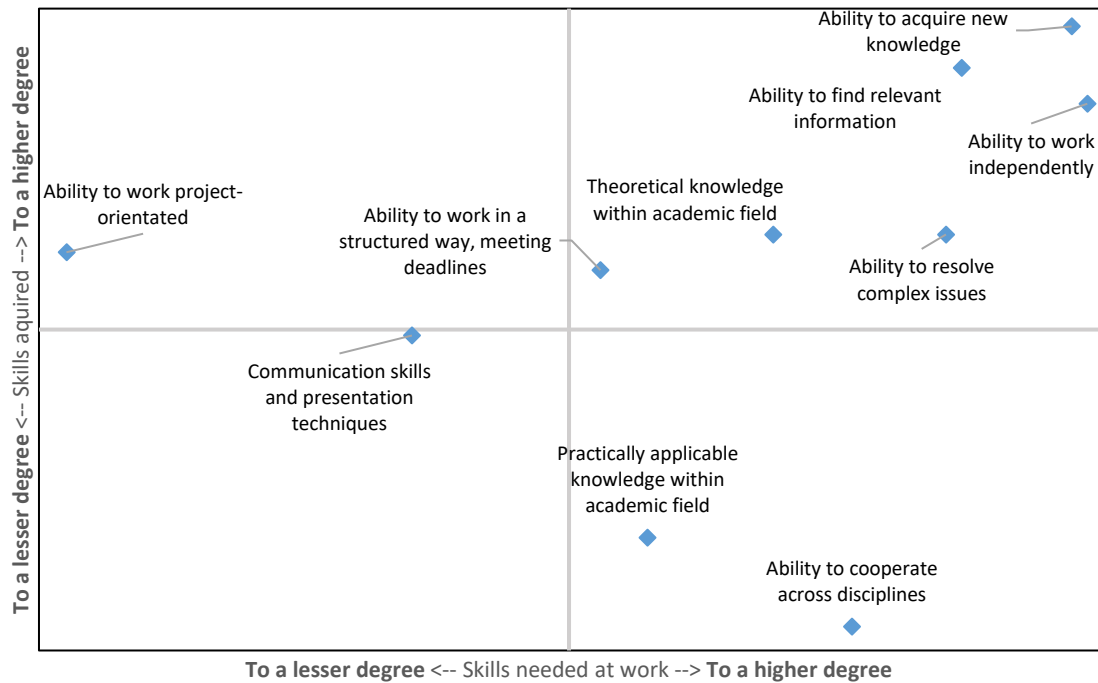 Ability to acquire new
knowledge
Ability to find relevant
information
Ability to work
independently
Theoretical knowledge
within academic field
Ability to work project-
orientated
Ability to work in a
structured way, meeting
deadlines
Ability to resolve
complex issues
Communication skills
and presentation
techniques
Practically applicable
knowledge within
academic field
Ability to cooperate
across disciplines
To a lesser degree <-- Skills aquired --> To a higher degree
To a lesser degree <-- Skills needed at work --> To a higher degree